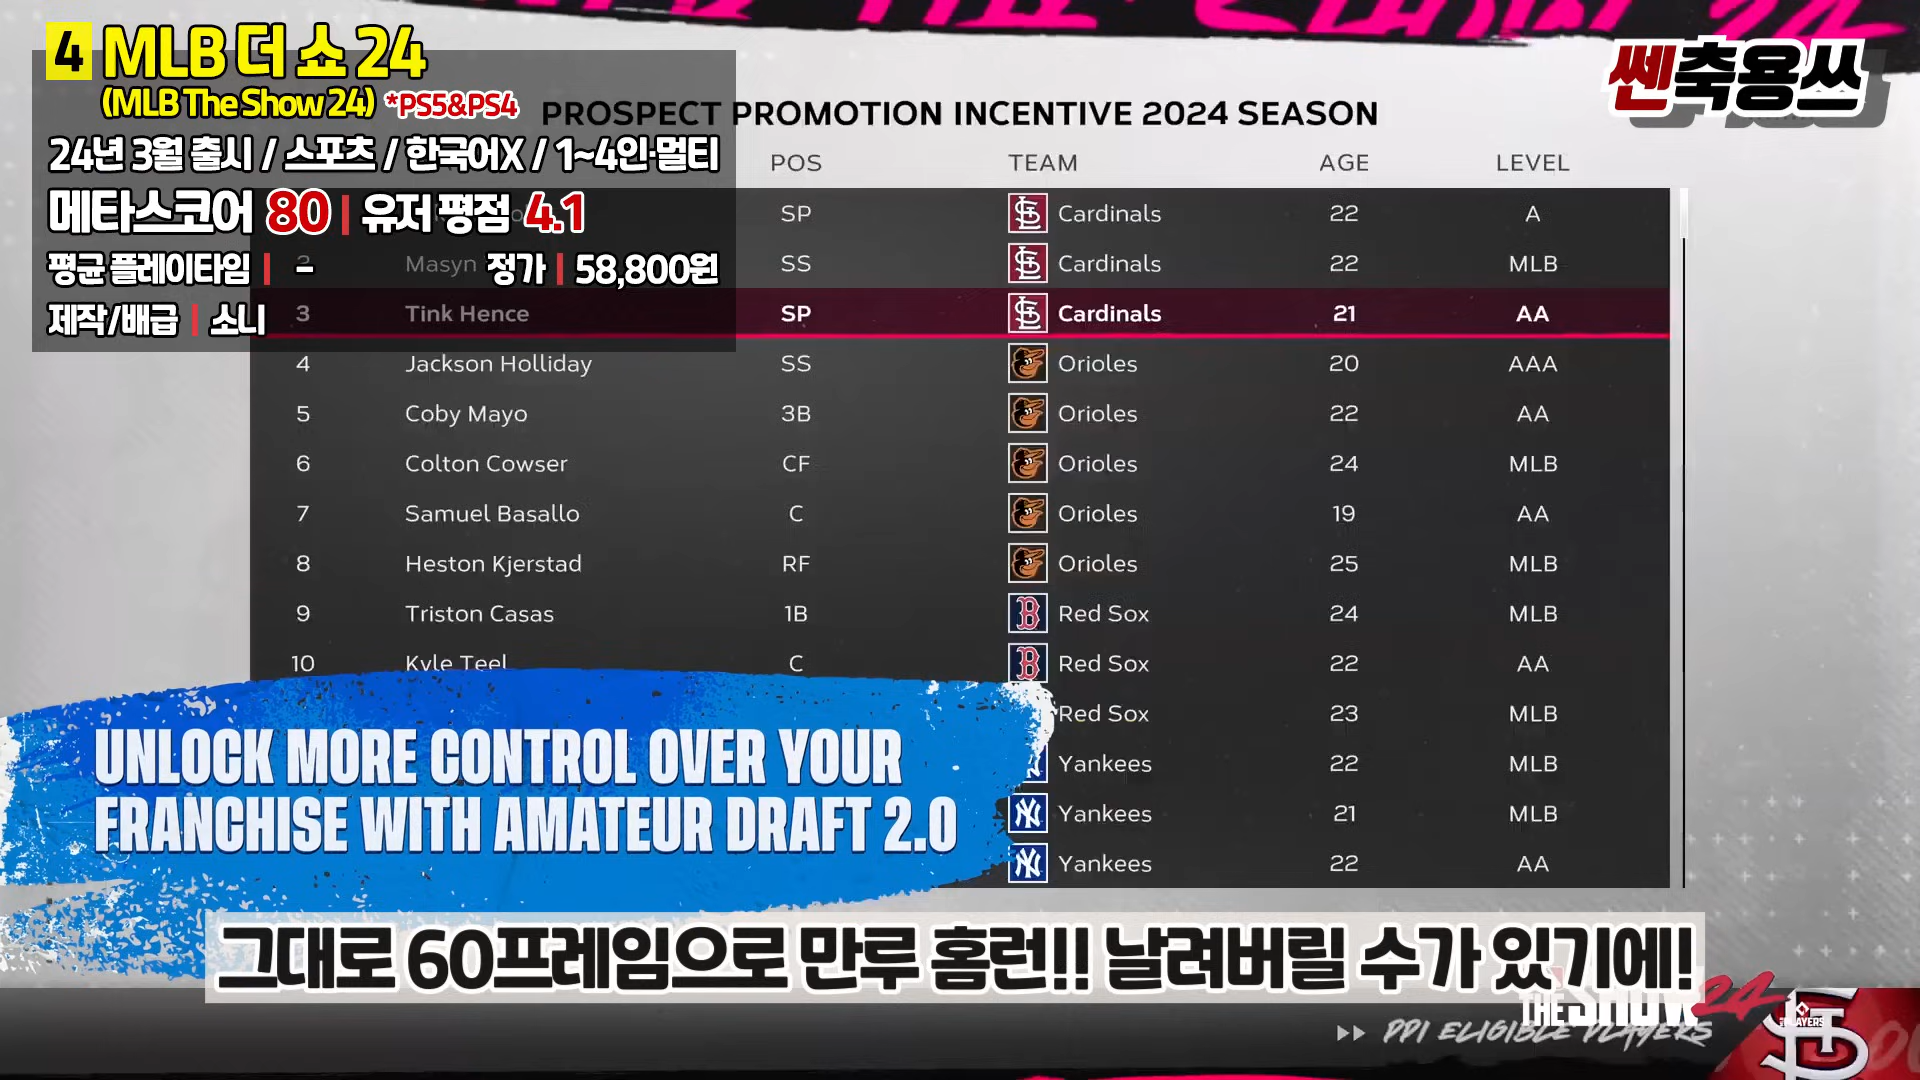 4 MLB 더 쇼 24
(MLB The Show 24) *PS5&PS4
24년 3월 출시 / 스포츠 / 한국어X / 1~4인·멀티
메타스코어 80 | 유저 평점 4.1
평균 플레이타임 | - 정가 | 58,800원
제작/배급 | 소니
쎈축용쓰
PROSPECT PROMOTION INCENTIVE 2024 SEASON
POS TEAM AGE LEVEL
SP Cardinals 22 A
2 Masyn SS Cardinals 22 MLB
3 Tink Hence SP Cardinals 21 AA
4 Jackson Holliday SS Orioles 20 AAA
5 Coby Mayo 3B Orioles 22 AA
6 Colton Cowser CF Orioles 24 MLB
7 Samuel Basallo C Orioles 19 AA
8 Heston Kjerstad RF Orioles 25 MLB
9 Triston Casas 1B Red Sox 24 MLB
10 Kyle Teel C Red Sox 22 AA
Red Sox 23 MLB
Yankees 22 MLB
Yankees 21 MLB
Yankees 22 AA
UNLOCK MORE CONTROL OVER YOUR
FRANCHISE WITH AMATEUR DRAFT 2.0
그대로 60프레임으로 만루 홈런!! 날려버릴 수가 있기에!
THE SHOW 24
PPI ELIGIBLE PLAYERS